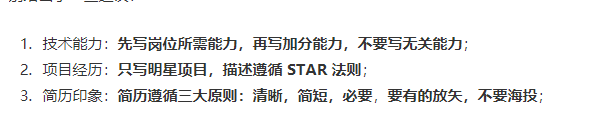 1. 技术能力：先写岗位所需能力，再写加分能力，不要写无关能力；
2. 项目经历：只写明星项目，描述遵循 STAR 法则；
3. 简历印象：简历遵循三大原则：清晰，简短，必要，要有的放矢，不要海投；